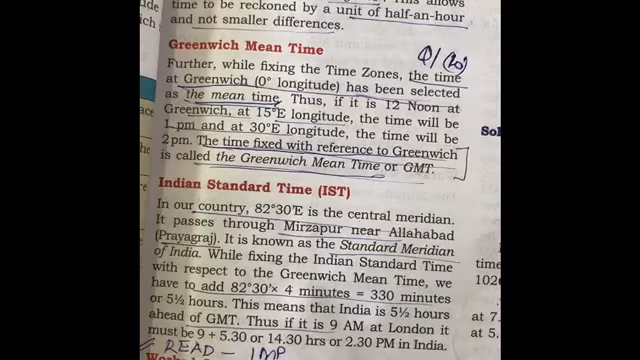 time to be reckoned by a unit of half-an-hour
and not smaller differences.
Greenwich Mean Time
Further, while fixing the Time Zones, the time
at Greenwich (0° longitude) has been selected
as the mean time. Thus, if it is 12 Noon at
Greenwich, at 15°E longitude, the time will be
1 pm and at 30°E longitude, the time will be
2 pm. The time fixed with reference to Greenwich
is called the Greenwich Mean Time or GMT.
Indian Standard Time (IST)
In our country, 82°30'E is the central meridian.
It passes through Mirzapur near Allahabad
(Prayagraj). It is known as the Standard Meridian
of India. While fixing the Indian Standard Time
with respect to the Greenwich Mean Time, we
have to add 82°30'× 4 minutes = 330 minutes
or 5½ hours. This means that India is 5½ hours
ahead of GMT. Thus if it is 9 AM at London it
must be 9 + 5.30 or 14.30 hrs or 2.30 PM in India.
READ – IMP
Sol
time
102
at 7.
at 5.